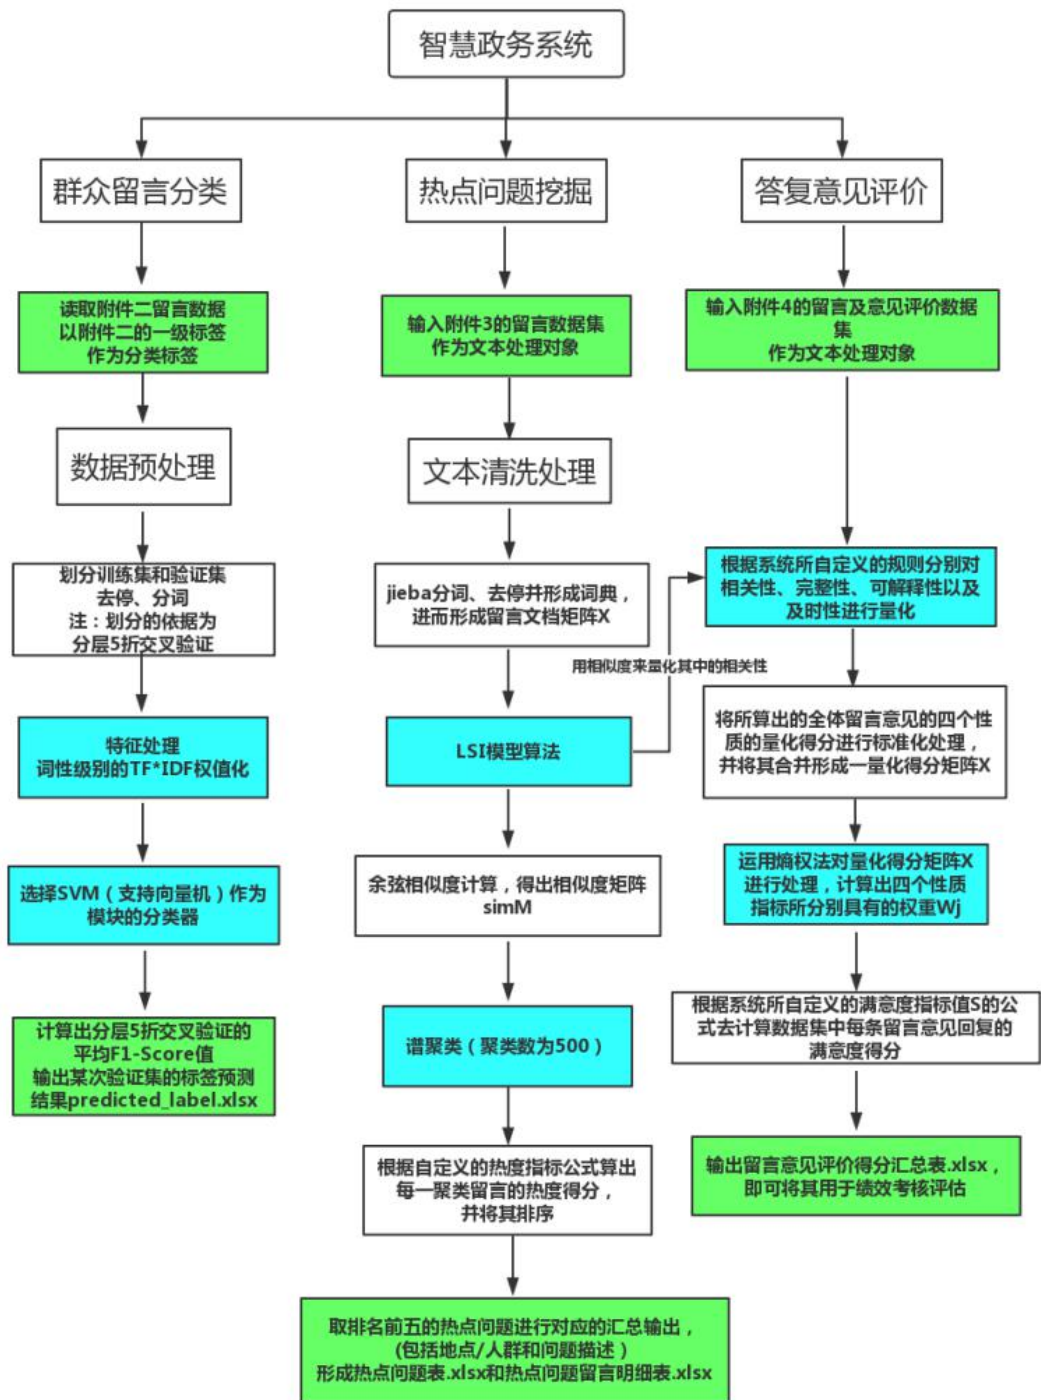 智慧政务系统
群众留言分类
热点问题挖掘
答复意见评价
读取附件二留言数据
以附件二的一级标签
作为分类标签
输入附件3的留言数据集
作为文本处理对象
输入附件4的留言及意见评价数据
集
作为文本处理对象
数据预处理
文本清洗处理
划分训练集和验证集
去停、分词
注：划分的依据为
分层5折交叉验证
jieba分词、去停并形成词典，
进而形成留言文档矩阵X
根据系统所自定义的规则分别对
相关性、完整性、可解释性以及
及时性进行量化
用相似度来量化其中的相关性
特征处理
词性级别的TF*IDF权值化
LSI模型算法
将所算出的全体留言意见的四个性
质的量化得分进行标准化处理，
并将其合并形成一量化得分矩阵X
选择SVM（支持向量机）作为
模块的分类器
余弦相似度计算，得出相似度矩阵
simM
运用熵权法对量化得分矩阵X
进行处理，计算出四个性质
指标所分别具有的权重Wj
计算出分层5折交叉验证的
平均F1-Score值
输出某次验证集的标签预测
结果predicted_label.xlsx
谱聚类（聚类数为500）
根据系统所自定义的满意度指标值S的公
式去计算数据集中每条留言意见回复的
满意度得分
根据自定义的热度指标公式算出
每一聚类留言的热度得分，
并将其排序
输出留言意见评价得分汇总表.xlsx，
即可将其用于绩效考核评估
取排名前五的热点问题进行对应的汇总输出，
(包括地点/人群和问题描述）
形成热点问题表.xlsx和热点问题留言明细表.xlsx